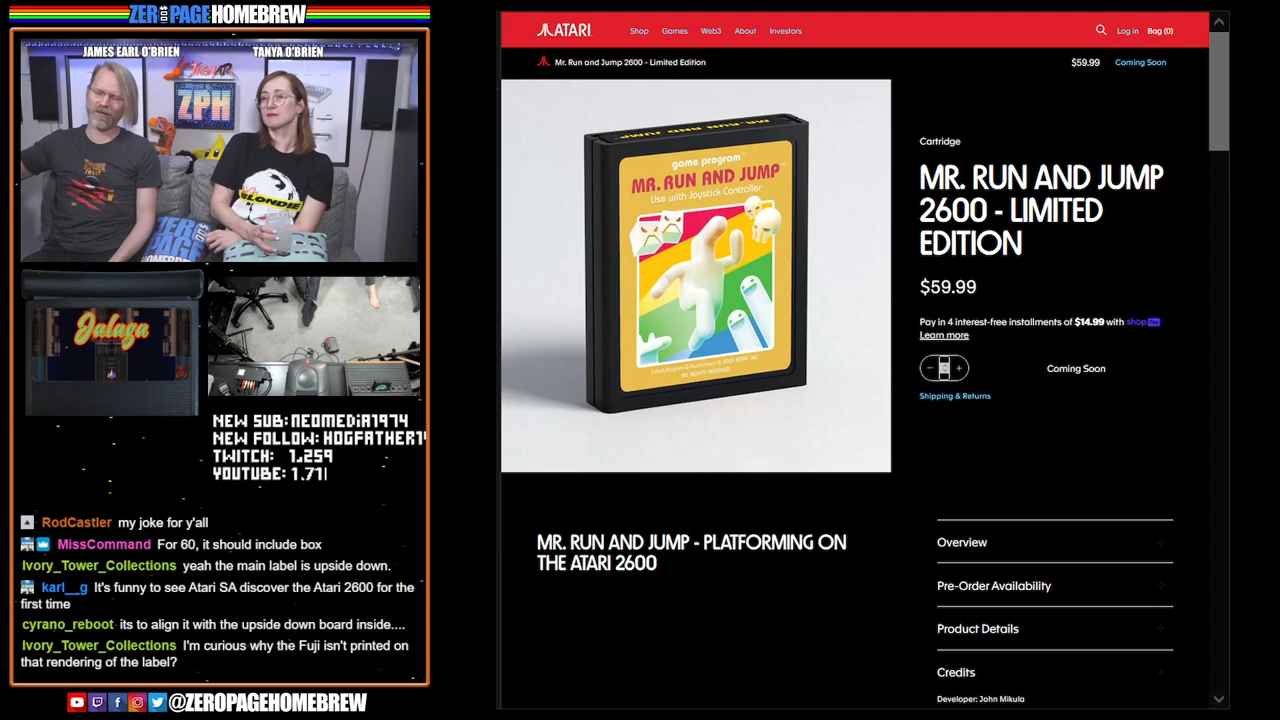 ZERO PAGE HOMEBREW
JAMES EARL O'BRIEN
TANYA O'BRIEN
ZPH
BLONDIE
ZERO
PAGE
HOMEBREW
Jalaga
NEW SUB: NEOMEDIA1974
NEW FOLLOW: HOGFATHER14
TWITCH: 1,259
YOUTUBE: 1,71
RodCastler my joke for y'all
MissCommand For 60, it should include box
Ivory_Tower_Collections yeah the main label is upside down.
karl__g It's funny to see Atari SA discover the Atari 2600 for the
first time
cyrano_reboot its to align it with the upside down board inside....
Ivory_Tower_Collections I'm curious why the Fuji isn't printed on
that rendering of the label?
@ZEROPAGEHOMEBREW
ATARI
Shop Games Web3 About Investors
Log in Bag (0)
Mr. Run and Jump 2600 - Limited Edition
$59.99 Coming Soon
MR. RUN AND JUMP
game program™
MR. RUN AND JUMP™
Use with Joystick Controller
Cartridge
MR. RUN AND JUMP
2600 - LIMITED
EDITION
$59.99
Pay in 4 interest-free installments of $14.99 with shop Pay
Learn more
− +
Coming Soon
Shipping & Returns
MR. RUN AND JUMP - PLATFORMING ON
THE ATARI 2600
Overview +
Pre-Order Availability +
Product Details +
Credits
Developer: John Mikula